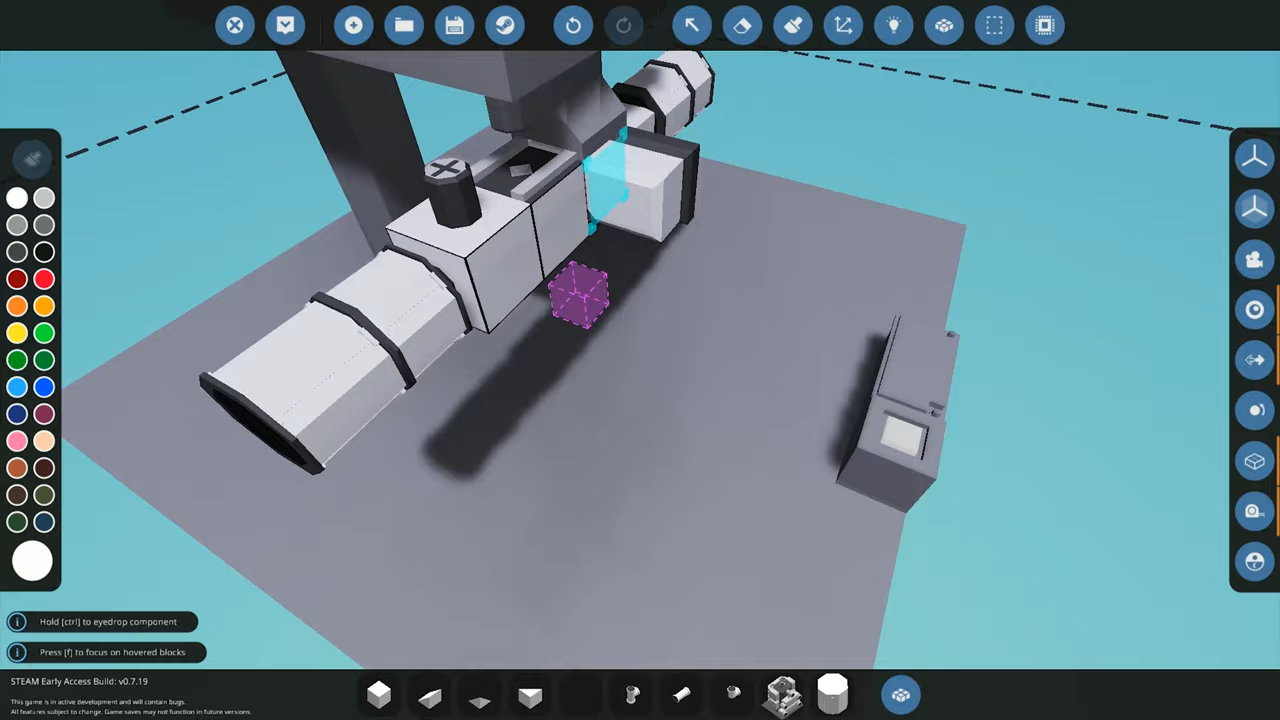 Hold [ctrl] to eyedrop component
Press [f] to focus on hovered blocks
STEAM Early Access Build: v0.7.19
This game is in active development and will contain bugs.
All features subject to change. Game saves may not function in future versions.